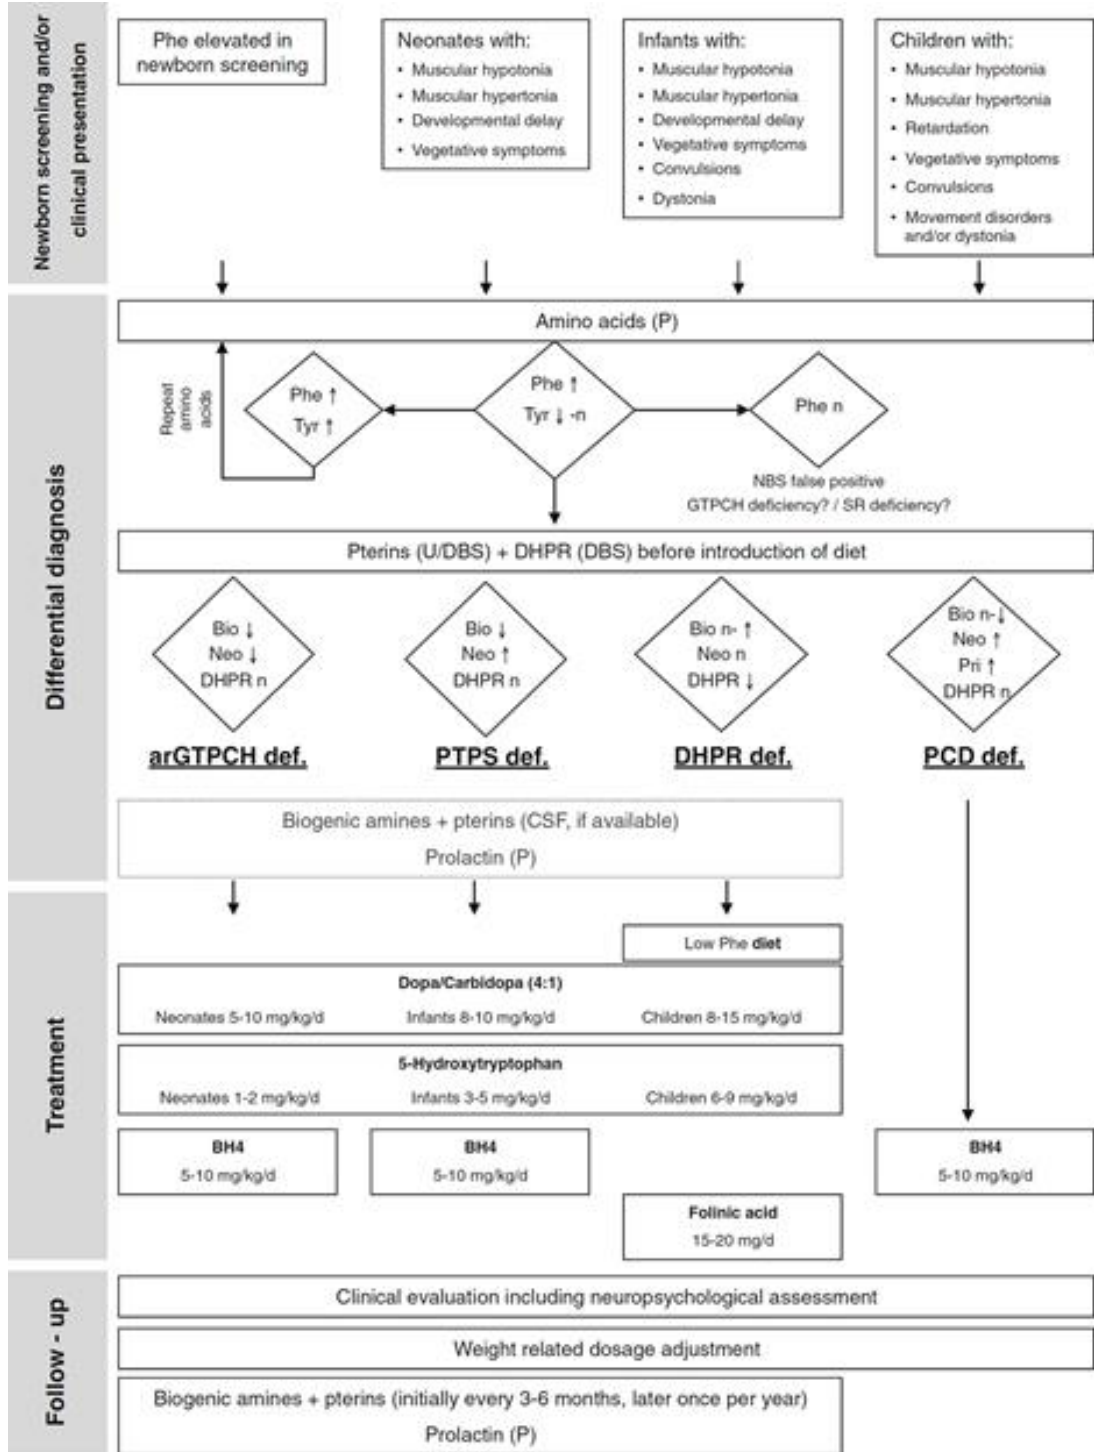 Newborn screening and/or
clinical presentation
Phe elevated in
newborn screening
Neonates with:
• Muscular hypotonia
• Muscular hypertonia
• Developmental delay
• Vegetative symptoms
Infants with:
• Muscular hypotonia
• Muscular hypertonia
• Developmental delay
• Vegetative symptoms
• Convulsions
• Dystonia
Children with:
• Muscular hypotonia
• Muscular hypertonia
• Retardation
• Vegetative symptoms
• Convulsions
• Movement disorders
and/or dystonia
Differential diagnosis
Amino acids (P)
Repeat
amino
acids
Phe ↑
Tyr ↑
Phe ↑
Tyr ↓ -n
Phe n
NBS false positive
GTPCH deficiency? / SR deficiency?
Pterins (U/DBS) + DHPR (DBS) before introduction of diet
Bio ↓
Neo ↓
DHPR n
arGTPCH def.
Bio ↓
Neo ↑
DHPR n
PTPS def.
Bio n- ↑
Neo n
DHPR ↓
DHPR def.
Bio n-↓
Neo ↑
Pri ↑
DHPR n
PCD def.
Biogenic amines + pterins (CSF, if available)
Prolactin (P)
Treatment
Low Phe diet
Dopa/Carbidopa (4:1)
Neonates 5-10 mg/kg/d Infants 8-10 mg/kg/d Children 8-15 mg/kg/d
5-Hydroxytryptophan
Neonates 1-2 mg/kg/d Infants 3-5 mg/kg/d Children 6-9 mg/kg/d
BH4
5-10 mg/kg/d
BH4
5-10 mg/kg/d
BH4
5-10 mg/kg/d
Folinic acid
15-20 mg/d
Follow - up
Clinical evaluation including neuropsychological assessment
Weight related dosage adjustment
Biogenic amines + pterins (initially every 3-6 months, later once per year)
Prolactin (P)